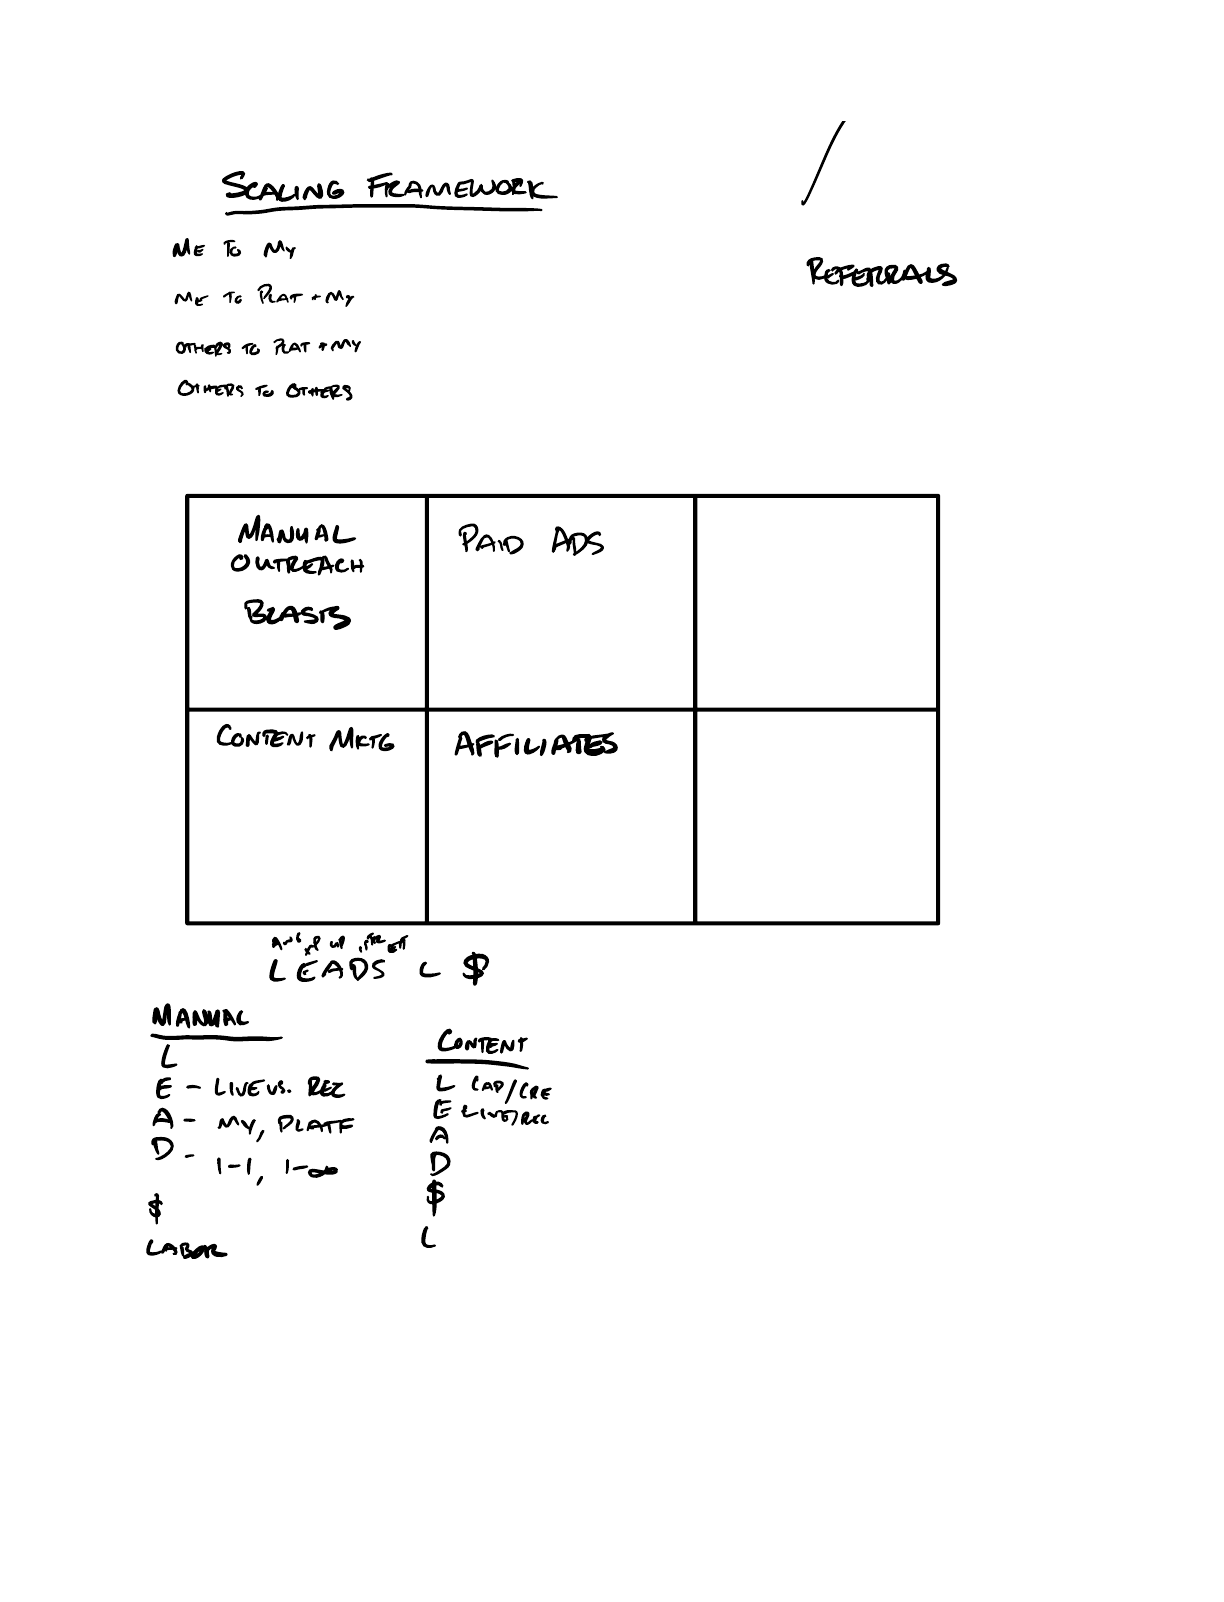 SCALING FRAMEWORK
ME TO MY
ME TO PLAT + MY
OTHERS TO PLAT + MY
OTHERS TO OTHERS
REFERRALS
MANUAL
OUTREACH
BLASTS
PAID ADS
CONTENT MKTG
AFFILIATES
LEADS L $
MANUAL
L
E - LIVE VS. REC
A - MY, PLATF
D - 1-1, 1-∞
$
LABOR
CONTENT
L CAP/CRE
E LIVE/REC
A
D
$
L